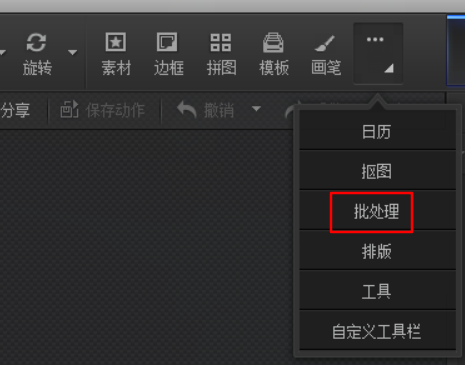 旋转
素材
边框
拼图
模板
画笔
...
分享
保存动作
撤销
日历
抠图
批处理
排版
工具
自定义工具栏